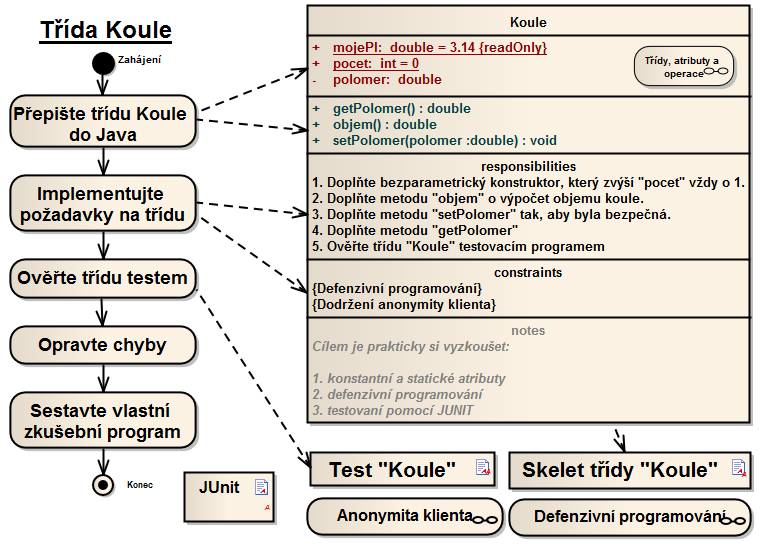 Třída Koule
Zahájení
Přepište třídu Koule
do Java
Implementujte
požadavky na třídu
Ověřte třídu testem
Opravte chyby
Sestavte vlastní
zkušební program
Konec
JUnit
A
Koule
+ mojePI: double = 3.14 {readOnly}
+ pocet: int = 0
- polomer: double
Třídy, atributy a
operace
+ getPolomer() : double
+ objem() : double
+ setPolomer(polomer :double) : void
responsibilities
1. Doplňte bezparametrický konstruktor, který zvýší "pocet" vždy o 1.
2. Doplňte metodu "objem" o výpočet objemu koule.
3. Doplňte metodu "setPolomer" tak, aby byla bezpečná.
4. Doplňte metodu "getPolomer"
5. Ověřte třídu "Koule" testovacím programem
constraints
{Defenzivní programování}
{Dodržení anonymity klienta}
notes
Cílem je prakticky si vyzkoušet:
1. konstantní a statické atributy
2. defenzivní programování
3. testovaní pomocí JUNIT
Test "Koule"
Skelet třídy "Koule"
Anonymita klienta
Defenzivní programování